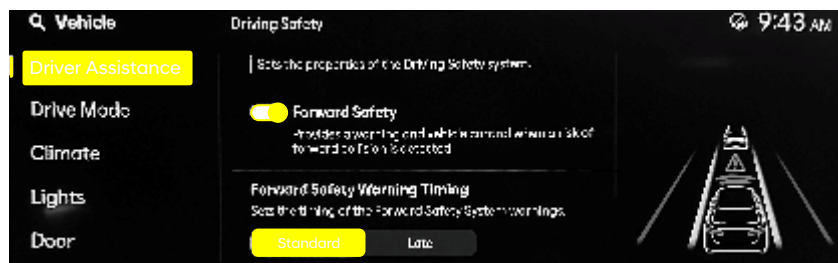 Vehicle
Driving Safety
9:43 AM
Driver Assistance
Sets the properties of the Driving Safety system.
Drive Mode
Forward Safety
Provides a warning and vehicle control when a risk of
forward collision is detected
Climate
Lights
Forward Safety Warning Timing
Sets the timing of the Forward Safety System warnings.
Door
Standard
Late